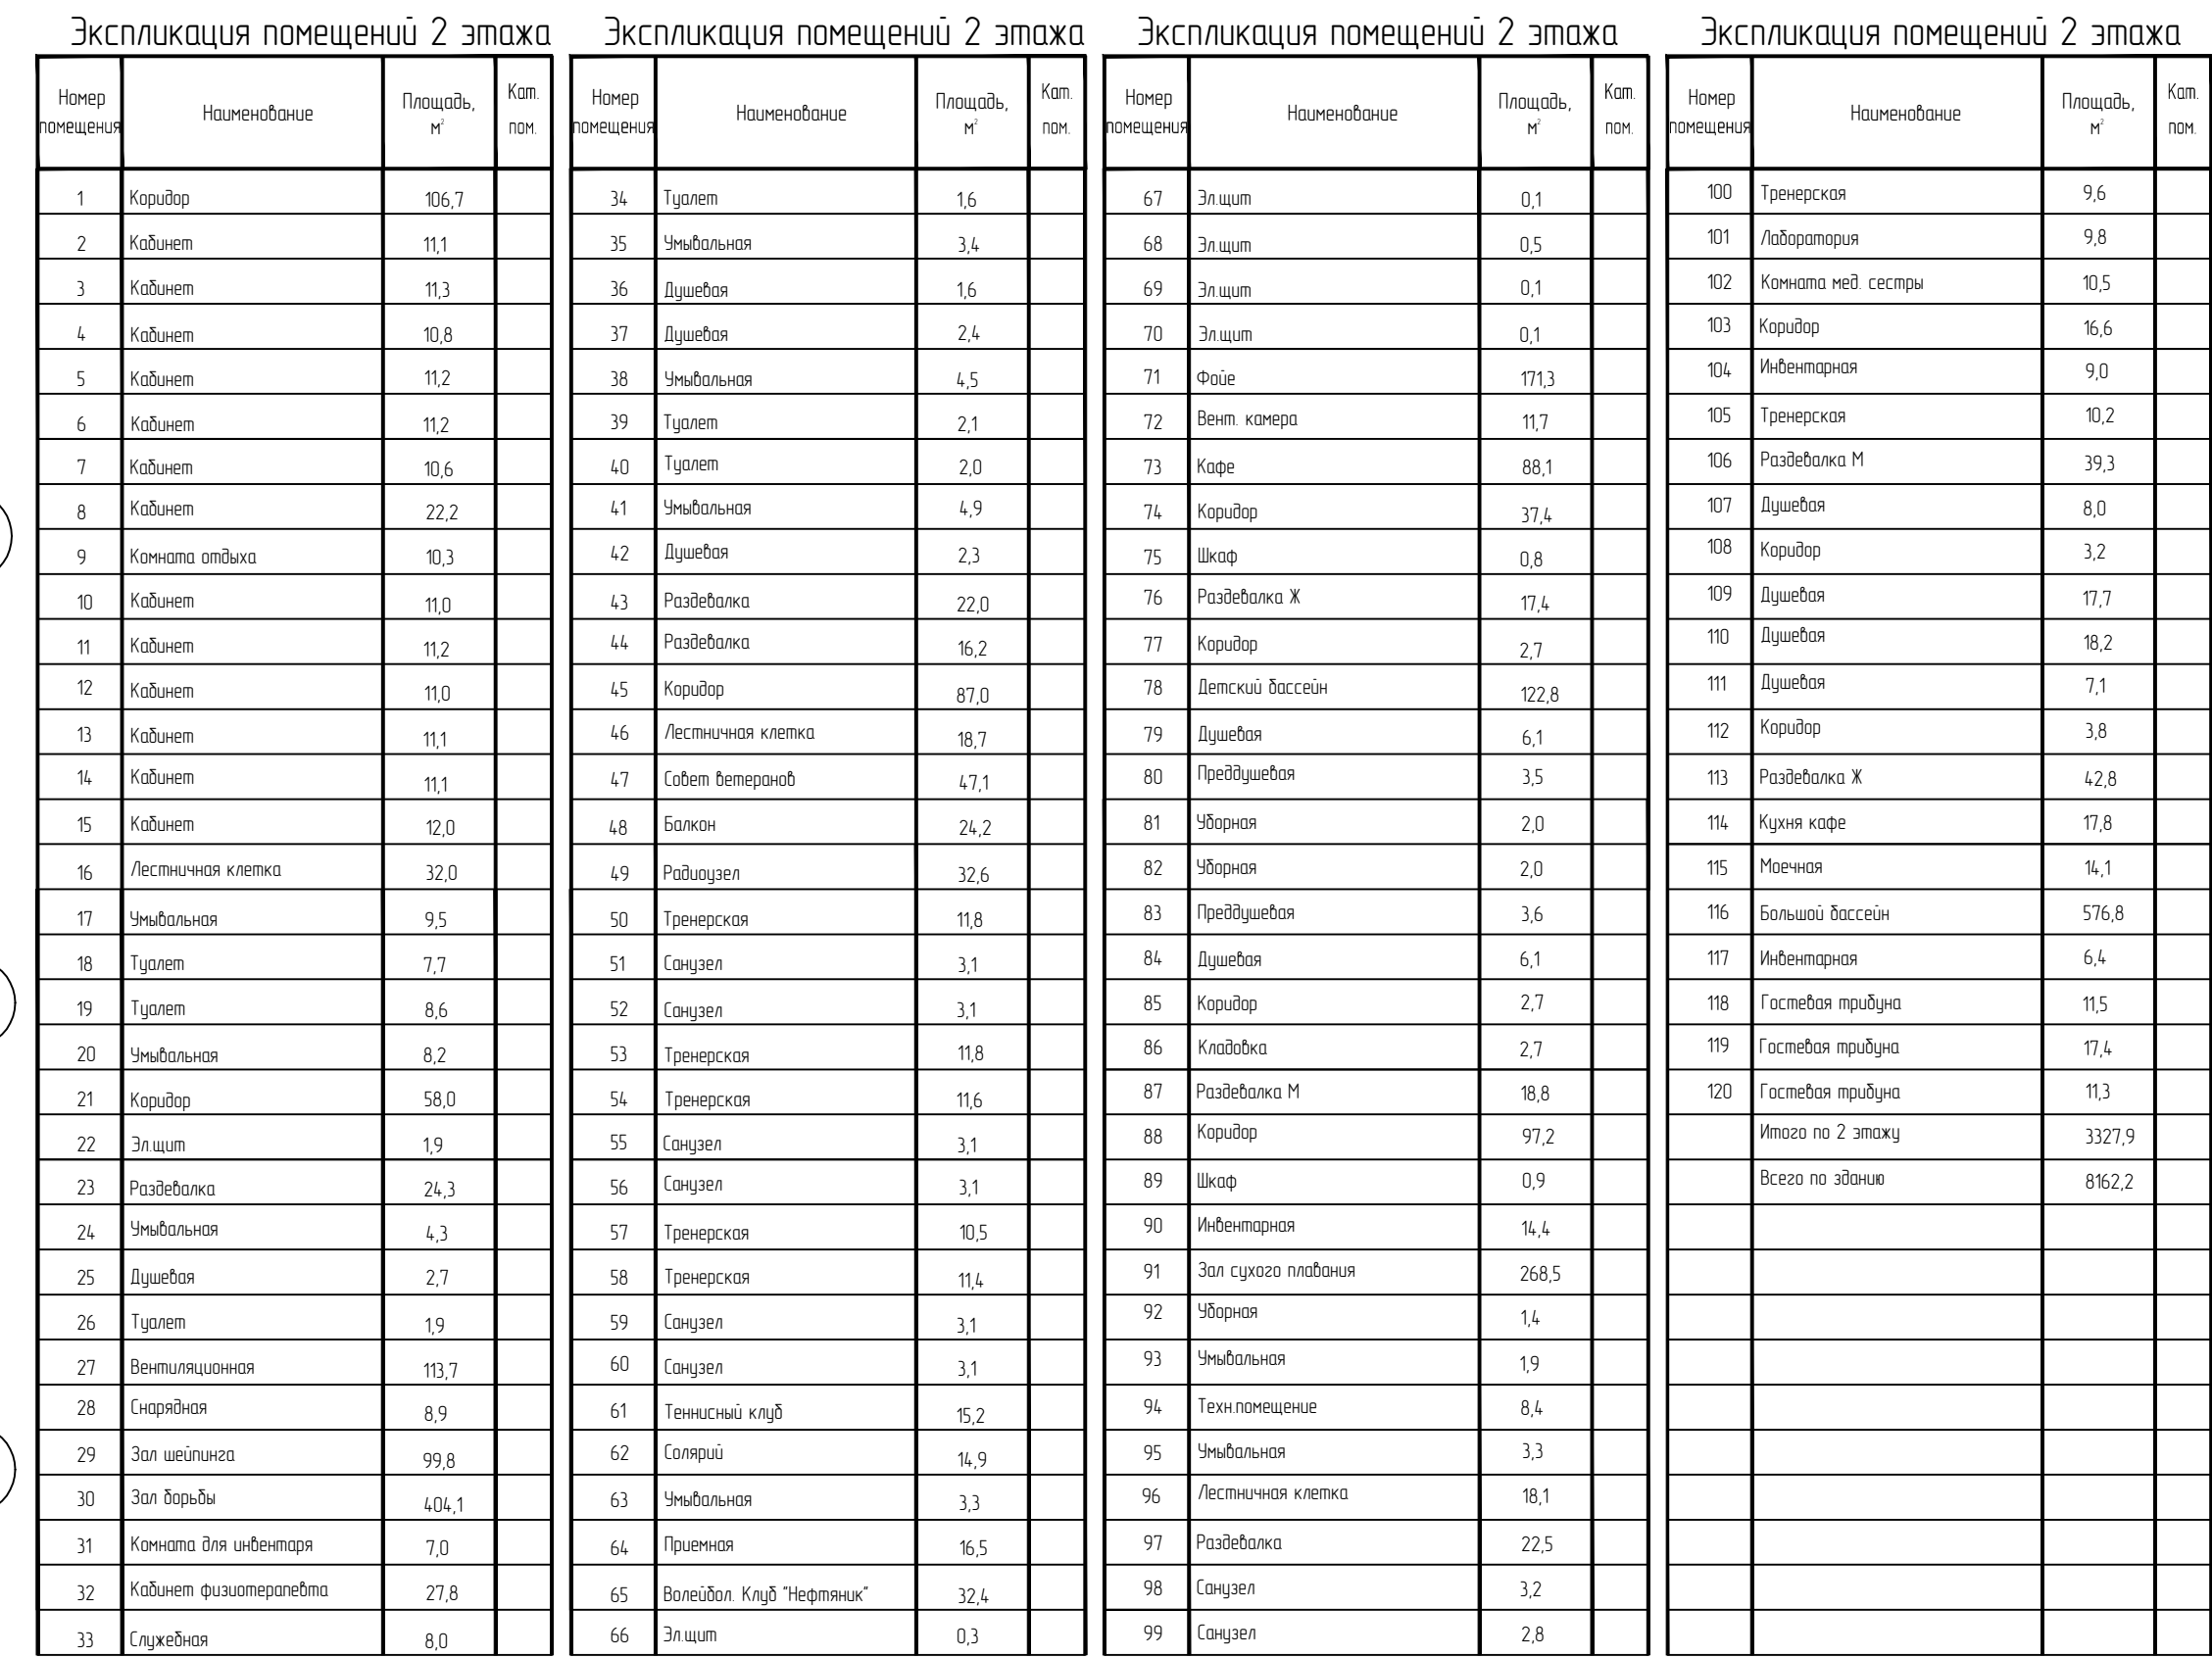 Экспликация помещений 2 этажа
Номер помещения Наименование Площадь, м² Кат. пом.
1 Коридор 106,7
2 Кабинет 11,1
3 Кабинет 11,3
4 Кабинет 10,8
5 Кабинет 11,2
6 Кабинет 11,2
7 Кабинет 10,6
8 Кабинет 22,2
9 Комната отдыха 10,3
10 Кабинет 11,0
11 Кабинет 11,2
12 Кабинет 11,0
13 Кабинет 11,1
14 Кабинет 11,1
15 Кабинет 12,0
16 Лестничная клетка 32,0
17 Умывальная 9,5
18 Туалет 7,7
19 Туалет 8,6
20 Умывальная 8,2
21 Коридор 58,0
22 Эл.щит 1,9
23 Раздевалка 24,3
24 Умывальная 4,3
25 Душевая 2,7
26 Туалет 1,9
27 Вентиляционная 113,7
28 Снарядная 8,9
29 Зал шейпинга 99,8
30 Зал борьбы 404,1
31 Комната для инвентаря 7,0
32 Кабинет физиотерапевта 27,8
33 Служебная 8,0
Экспликация помещений 2 этажа
Номер помещения Наименование Площадь, м² Кат. пом.
34 Туалет 1,6
35 Умывальная 3,4
36 Душевая 1,6
37 Душевая 2,4
38 Умывальная 4,5
39 Туалет 2,1
40 Туалет 2,0
41 Умывальная 4,9
42 Душевая 2,3
43 Раздевалка 22,0
44 Раздевалка 16,2
45 Коридор 87,0
46 Лестничная клетка 18,7
47 Совет ветеранов 47,1
48 Балкон 24,2
49 Радиоузел 32,6
50 Тренерская 11,8
51 Санузел 3,1
52 Санузел 3,1
53 Тренерская 11,8
54 Тренерская 11,6
55 Санузел 3,1
56 Санузел 3,1
57 Тренерская 10,5
58 Тренерская 11,4
59 Санузел 3,1
60 Санузел 3,1
61 Теннисный клуб 15,2
62 Солярий 14,9
63 Умывальная 3,3
64 Приемная 16,5
65 Волейбол. Клуб "Нефтяник" 32,4
66 Эл.щит 0,3
Экспликация помещений 2 этажа
Номер помещения Наименование Площадь, м² Кат. пом.
67 Эл.щит 0,1
68 Эл.щит 0,5
69 Эл.щит 0,1
70 Эл.щит 0,1
71 Фойе 171,3
72 Вент. камера 11,7
73 Кафе 88,1
74 Коридор 37,4
75 Шкаф 0,8
76 Раздевалка Ж 17,4
77 Коридор 2,7
78 Детский бассейн 122,8
79 Душевая 6,1
80 Преддушевая 3,5
81 Уборная 2,0
82 Уборная 2,0
83 Преддушевая 3,6
84 Душевая 6,1
85 Коридор 2,7
86 Кладовка 2,7
87 Раздевалка М 18,8
88 Коридор 97,2
89 Шкаф 0,9
90 Инвентарная 14,4
91 Зал сухого плавания 268,5
92 Уборная 1,4
93 Умывальная 1,9
94 Техн.помещение 8,4
95 Умывальная 3,3
96 Лестничная клетка 18,1
97 Раздевалка 22,5
98 Санузел 3,2
99 Санузел 2,8
Экспликация помещений 2 этажа
Номер помещения Наименование Площадь, м² Кат. пом.
100 Тренерская 9,6
101 Лаборатория 9,8
102 Комната мед. сестры 10,5
103 Коридор 16,6
104 Инвентарная 9,0
105 Тренерская 10,2
106 Раздевалка М 39,3
107 Душевая 8,0
108 Коридор 3,2
109 Душевая 17,7
110 Душевая 18,2
111 Душевая 7,1
112 Коридор 3,8
113 Раздевалка Ж 42,8
114 Кухня кафе 17,8
115 Моечная 14,1
116 Большой бассейн 576,8
117 Инвентарная 6,4
118 Гостевая трибуна 11,5
119 Гостевая трибуна 17,4
120 Гостевая трибуна 11,3
Итого по 2 этажу 3327,9
Всего по зданию 8162,2